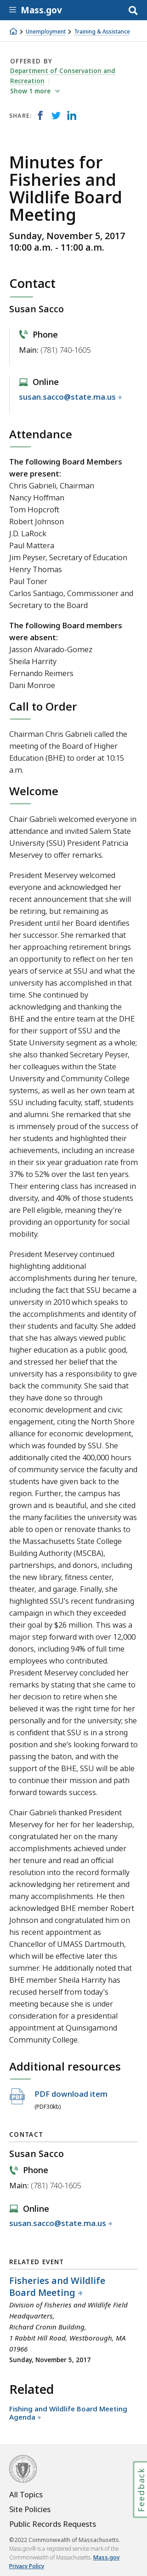 Mass.gov
Unemployment
Training & Assistance
OFFERED BY
Department of Conservation and
Recreation
Show 1 more
SHARE:
Minutes for
Fisheries and
Wildlife Board
Meeting
Sunday, November 5, 2017
10:00 a.m. - 11:00 a.m.
Contact
Susan Sacco
Phone
Main: (781) 740-1605
Online
susan.sacco@state.ma.us
Attendance
The following Board Members
were present:
Chris Gabrieli, Chairman
Nancy Hoffman
Tom Hopcroft
Robert Johnson
J.D. LaRock
Paul Mattera
Jim Peyser, Secretary of Education
Henry Thomas
Paul Toner
Carlos Santiago, Commissioner and
Secretary to the Board
The following Board members
were absent:
Jasson Alvarado-Gomez
Sheila Harrity
Fernando Reimers
Dani Monroe
Call to Order
Chairman Chris Gabrieli called the
meeting of the Board of Higher
Education (BHE) to order at 10:15
a.m.
Welcome
Chair Gabrieli welcomed everyone in
attendance and invited Salem State
University (SSU) President Patricia
Meservey to offer remarks.
President Meservey welcomed
everyone and indicated her
recent announcement that she will
be retiring, but remaining as
President until her Board identifies
her successor. She remarked that
her approaching retirement brings
an opportunity to reflect on all of the
work across the state and at SSU the
university has accomplished in that
time. She continued by
acknowledging and thanking the
BHE and the entire team at the DHE
for their support of SSU and the
State University segment as a whole;
she also thanked Secretary Peyser,
her colleagues within the State
University and Community College
systems, as well as her own team at
SSU including faculty, staff, students
and alumni. She remarked that she
is immensely proud of the work at
SSU citing as example, the increase
in their six year graduation rate from
37% to 52% over the last ten years.
Their entering class has increased in
diversity, and 40% of those students
are Pell eligible, meaning they're
providing an opportunity for social
mobility.
President Meservey continued
highlighting additional
accomplishments during her tenure,
including the fact that SSU became a
university in 2010 which speaks to
the accomplishments and identity of
their students and faculty. She added
that she has always viewed public
higher education as a public good,
and stressed her belief that the
university has a responsibility to give
back the community. She said that
they have done so through
economic development and civic
engagement, citing the North Shore
alliance for economic development,
which was founded by SSU. She
additionally cited the 400,000 hours
of community service the faculty and
students have given back to the
region. Further, the campus has
grown and is beautiful, and she cited
the many facilities the university has
been able to renovate thanks to
the Massachusetts State College
Building Authority (MSCBA),
partnerships, and donors, including
the new library, fitness center,
theater, and garage. Finally, she
highlighted SSU's recent fundraising
capital campaign in which they
exceeded their goal by $26 million. This was a
major step forward with over 12,000
donors, including 94% of full time
employees who contributed.
President Meservey concluded her
remarks by stating that when she
retires from her position, she will be
retiring to a new role where she
believes it was the right time for her
personally and for the university; she
is confident that SSU is in a strong
position and she's looking forward to
what the future will bring. She is
appreciative of BHE's support, and
that SSU, and the public will be able
to continue their mission and point
forward towards success.
Chair Gabrieli thanked President
Meservey for her for her leadership,
congratulated her on many
accomplishments achieved under
her tenure and read an official
resolution into the record formally
acknowledging her retirement and
many accomplishments. He then
acknowledged BHE member Robert
Johnson and congratulated him on
his recent announcement as
Chancellor of UMASS Dartmouth,
which will be effective later this
summer. He additionally noted that
BHE member Sheila Harrity has
recused herself from today's
meeting because she is under
consideration of a presidential
appointment at Quinsigamond
Community College.
Additional resources
PDF download item
(PDF30kb)
CONTACT
Susan Sacco
Phone
Main: (781) 740-1605
Online
susan.sacco@state.ma.us
RELATED EVENT
Fisheries and Wildlife
Board Meeting
Division of Fisheries and Wildlife Field
Headquarters,
Richard Cronin Building,
1 Rabbit Hill Road, Westborough, MA
01966
Sunday, November 5, 2017
Related
Fishing and Wildlife Board Meeting
Agenda
Feedback
All Topics
Site Policies
Public Records Requests
©2022 Commonwealth of Massachusetts.
Mass.gov® is a registered service mark of the
Commonwealth of Massachusetts. Mass.gov
Privacy Policy